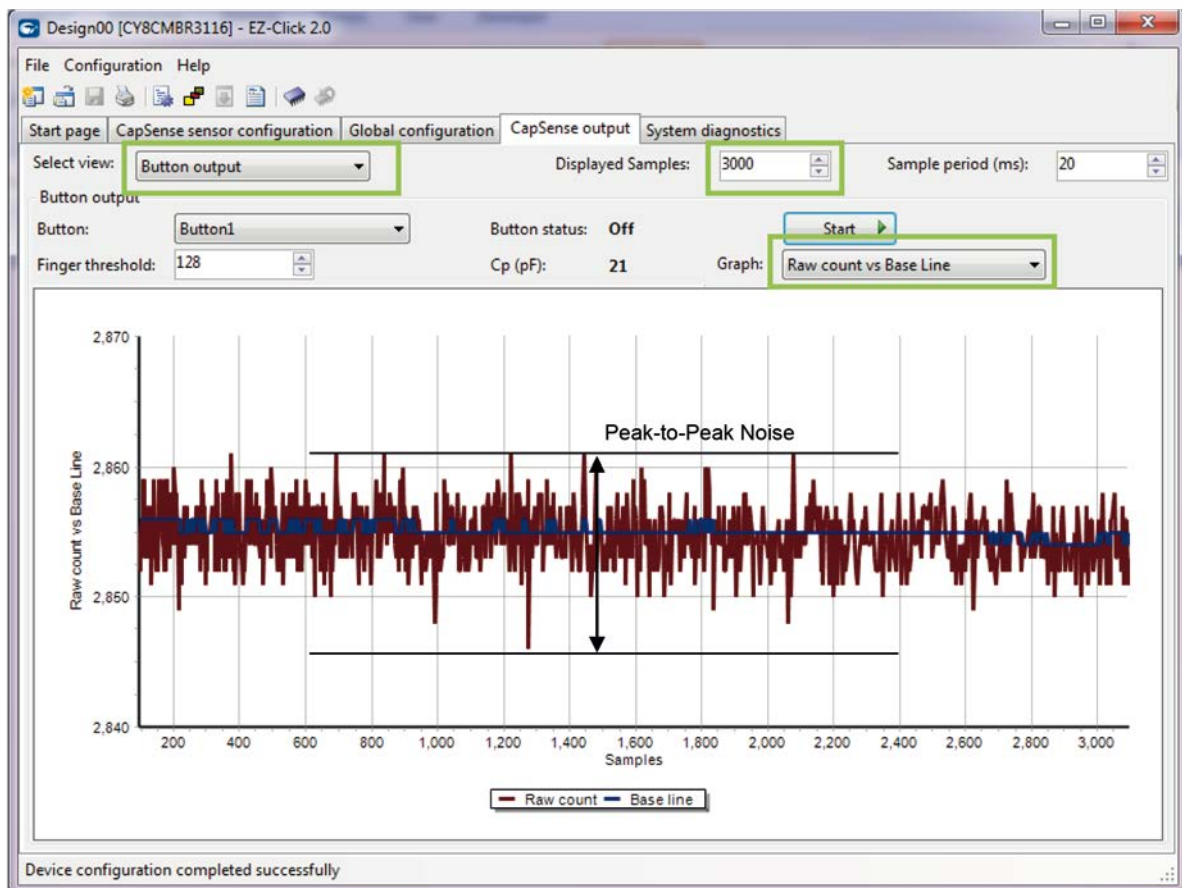 Design00 [CY8CMBR3116] - EZ-Click 2.0
File Configuration Help
Start page CapSense sensor configuration Global configuration CapSense output System diagnostics
Select view: Button output Displayed Samples: 3000 Sample period (ms): 20
Button output
Button: Button1 Button status: Off Start
Finger threshold: 128 Cp (pF): 21 Graph: Raw count vs Base Line
2,870
Peak-to-Peak Noise
2,860
Raw count vs Base Line
2,850
2,840
200 400 600 800 1,000 1,200 1,400 1,600 1,800 2,000 2,200 2,400 2,600 2,800 3,000
Samples
Raw count Base line
Device configuration completed successfully